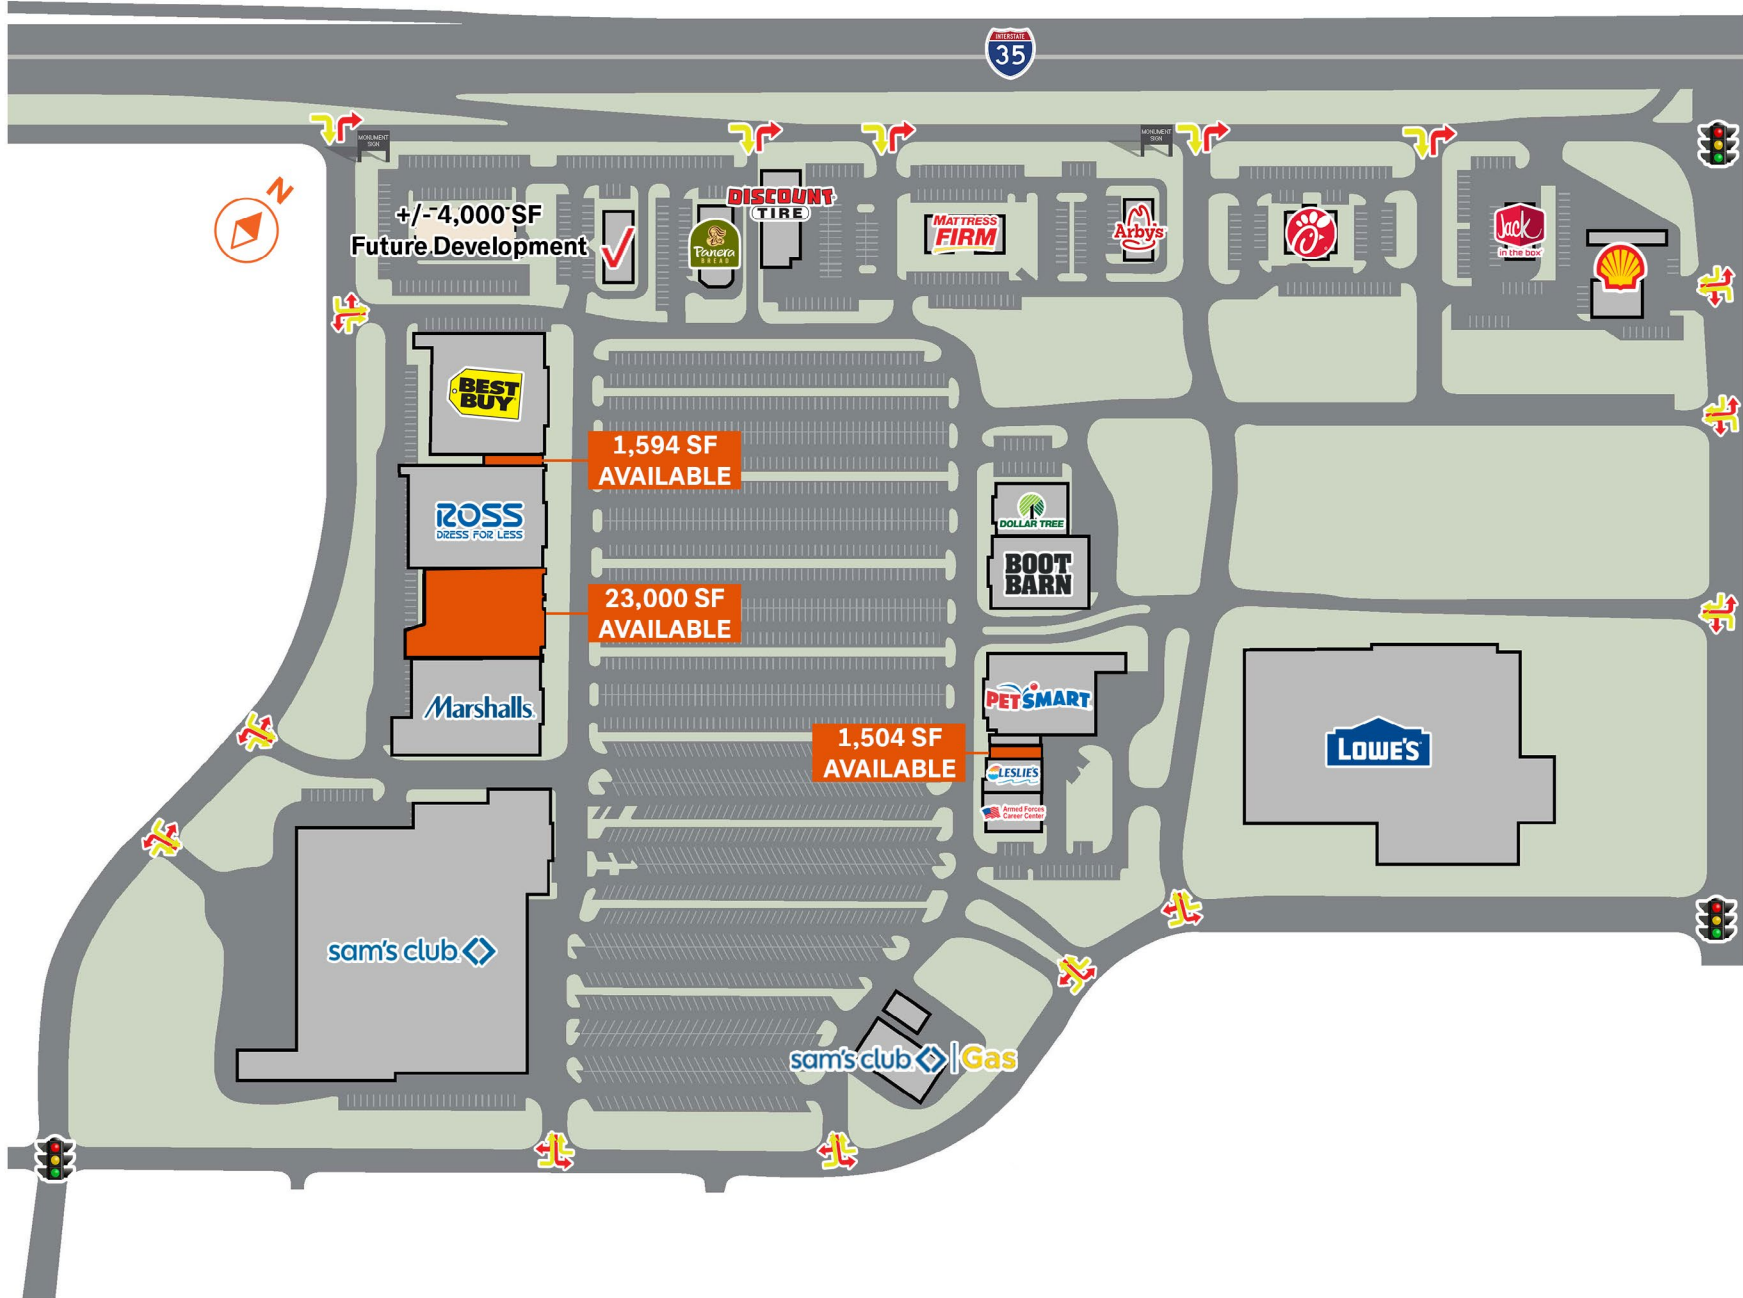 INTERSTATE
35
MONUMENT
SIGN
MONUMENT
SIGN
N
+/- 4,000 SF
Future Development
Panera
BREAD
DISCOUNT
TIRE
MATTRESS
FIRM
Arby's
Jack
in the box
BEST
BUY
1,594 SF
AVAILABLE
ROSS
DRESS FOR LESS
DOLLAR TREE
BOOT
BARN
23,000 SF
AVAILABLE
Marshalls
PETSMART
1,504 SF
AVAILABLE
LESLIE'S
Armed Forces
Career Center
LOWE'S
sam's club
sam's club Gas